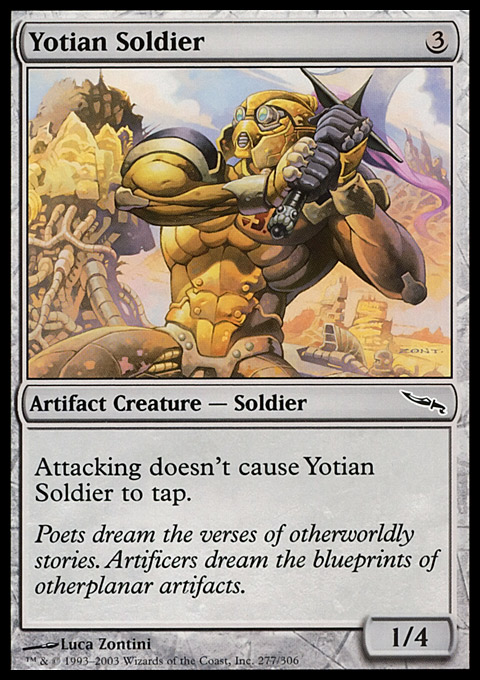 Yotian Soldier 3
ZONT.
Artifact Creature — Soldier
Attacking doesn't cause Yotian
Soldier to tap.
Poets dream the verses of otherworldly
stories. Artificers dream the blueprints of
otherplanar artifacts.
Luca Zontini
1/4
™ & © 1993–2003 Wizards of the Coast, Inc. 277/306